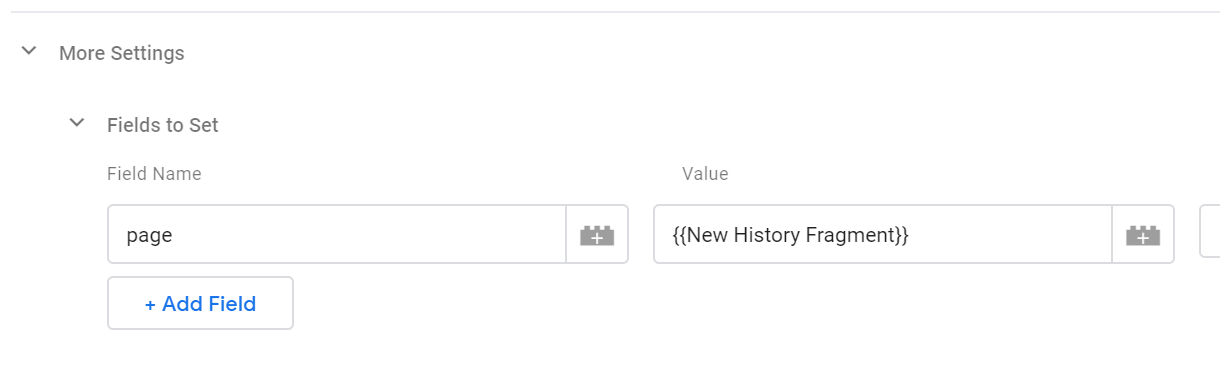 More Settings
Fields to Set
Field Name Value
page {{New History Fragment}}
+ Add Field